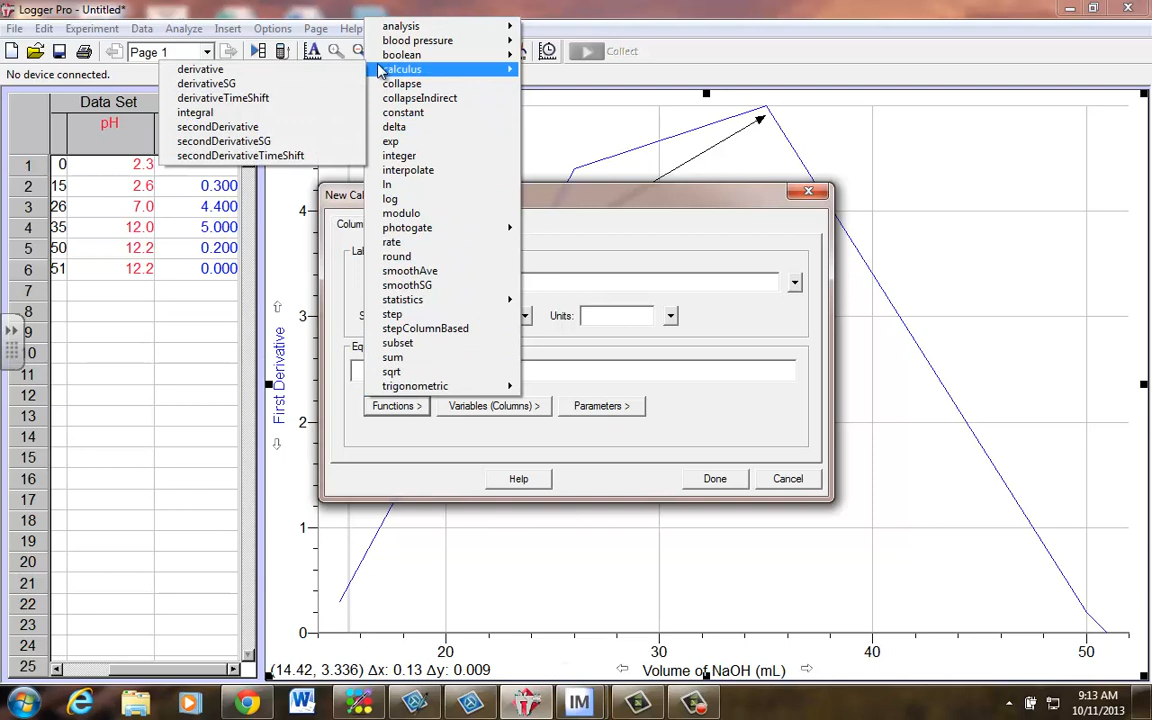 Logger Pro - Untitled*
File Edit Experiment Data Analyze Insert Options Page Help
Page 1
Collect
No device connected.
analysis
blood pressure
boolean
calculus
collapse
collapseIndirect
constant
delta
exp
integer
interpolate
ln
log
modulo
photogate
rate
round
smoothAve
smoothSG
statistics
step
stepColumnBased
subset
sum
sqrt
trigonometric
derivative
derivativeSG
derivativeTimeShift
integral
secondDerivative
secondDerivativeSG
secondDerivativeTimeShift
Data Set
pH
1 0 2.3
2 15 2.6 0.300
3 26 7.0 4.400
4 35 12.0 5.000
5 50 12.2 0.200
6 51 12.2 0.000
7
8
9
10
11
12
13
14
15
16
17
18
19
20
21
22
23
24
25
New Cal
Colum
Units:
Functions >
Variables (Columns) >
Parameters >
Help
Done
Cancel
First Derivative
4
3
2
1
0
20 30 40 50
(14.42, 3.336) Δx: 0.13 Δy: 0.009
Volume of NaOH (mL)
IM
9:13 AM
10/11/2013